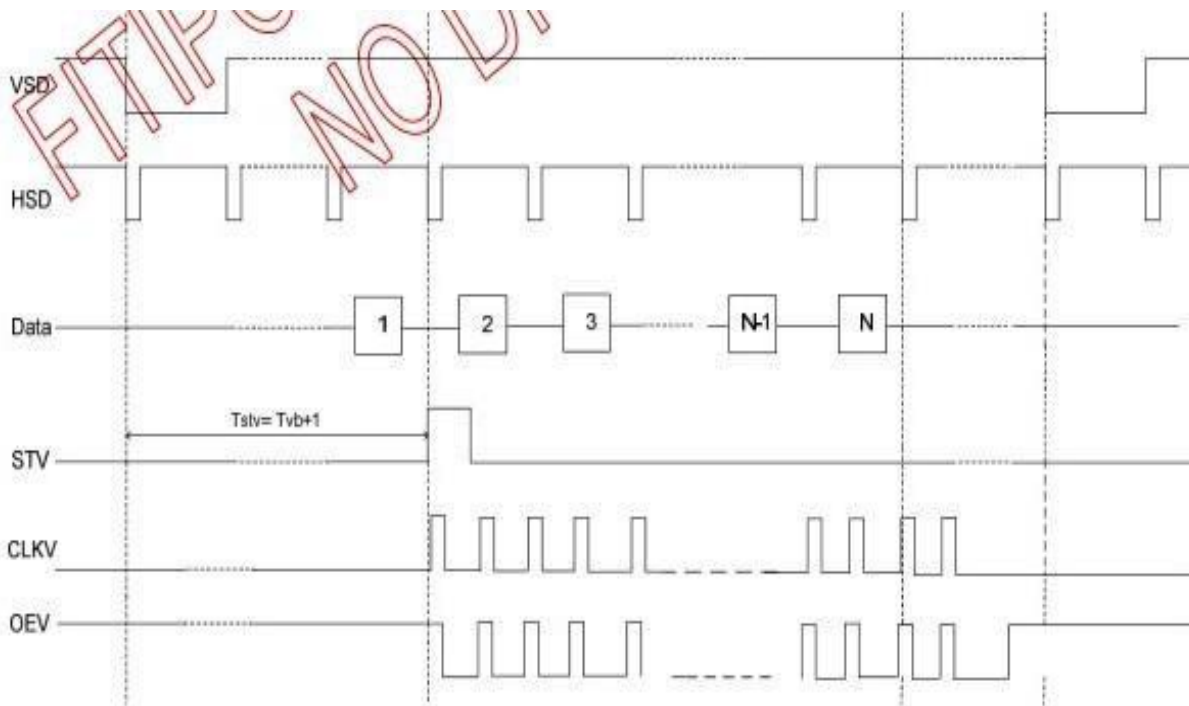 NO
VSD
HSD
Data 1 2 3 N-1 N
Tstv= Tvb+1
STV
CLKV
OEV